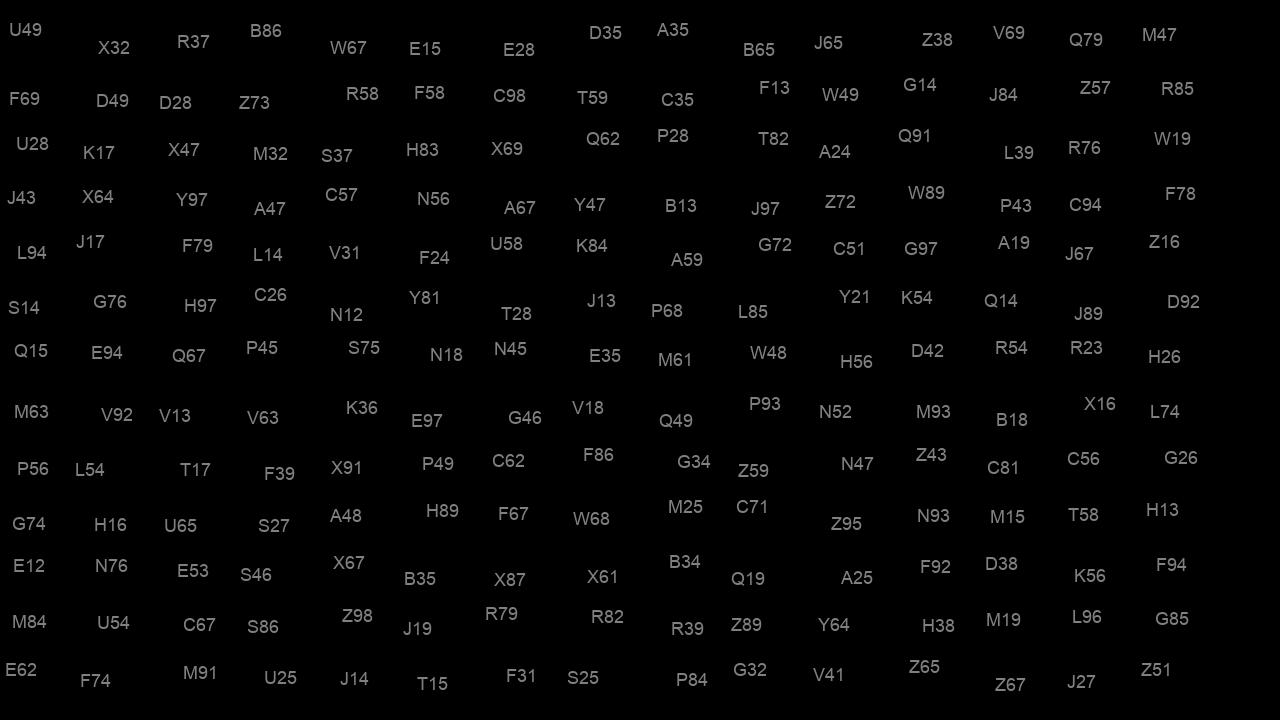 U49 X32 R37 B86 W67 E15 E28 D35 A35 B65 J65 Z38 V69 Q79 M47
F69 D49 D28 Z73 R58 F58 C98 T59 C35 F13 W49 G14 J84 Z57 R85
U28 K17 X47 M32 S37 H83 X69 Q62 P28 T82 A24 Q91 L39 R76 W19
J43 X64 Y97 A47 C57 N56 A67 Y47 B13 J97 Z72 W89 P43 C94 F78
L94 J17 F79 L14 V31 F24 U58 K84 A59 G72 C51 G97 A19 J67 Z16
S14 G76 H97 C26 N12 Y81 T28 J13 P68 L85 Y21 K54 Q14 J89 D92
Q15 E94 Q67 P45 S75 N18 N45 E35 M61 W48 H56 D42 R54 R23 H26
M63 V92 V13 V63 K36 E97 G46 V18 Q49 P93 N52 M93 B18 X16 L74
P56 L54 T17 F39 X91 P49 C62 F86 G34 Z59 N47 Z43 C81 C56 G26
G74 H16 U65 S27 A48 H89 F67 W68 M25 C71 Z95 N93 M15 T58 H13
E12 N76 E53 S46 X67 B35 X87 X61 B34 Q19 A25 F92 D38 K56 F94
M84 U54 C67 S86 Z98 J19 R79 R82 R39 Z89 Y64 H38 M19 L96 G85
E62 F74 M91 U25 J14 T15 F31 S25 P84 G32 V41 Z65 Z67 J27 Z51